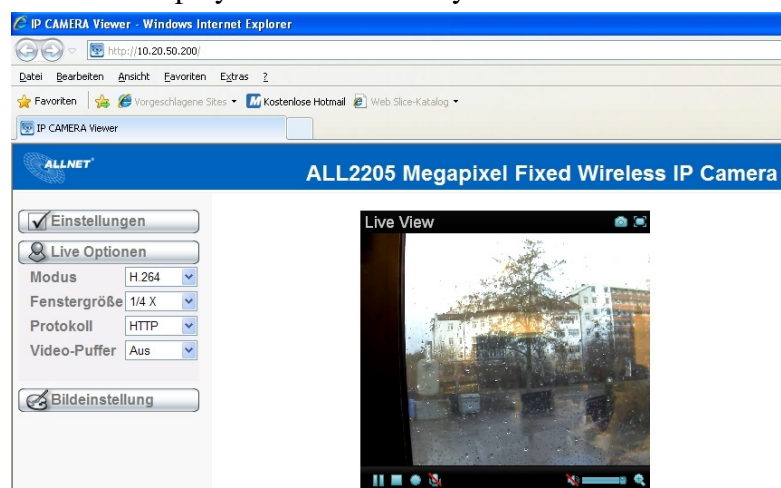 IP CAMERA Viewer - Windows Internet Explorer
http://10.20.50.200/
Datei Bearbeiten Ansicht Favoriten Extras ?
Favoriten Vorgeschlagene Sites Kostenlose Hotmail Web Slice-Katalog
IP CAMERA Viewer
ALLNET
ALL2205 Megapixel Fixed Wireless IP Camera
Einstellungen
Live Optionen
Modus H.264
Fenstergröße 1/4 X
Protokoll HTTP
Video-Puffer Aus
Bildeinstellung
Live View